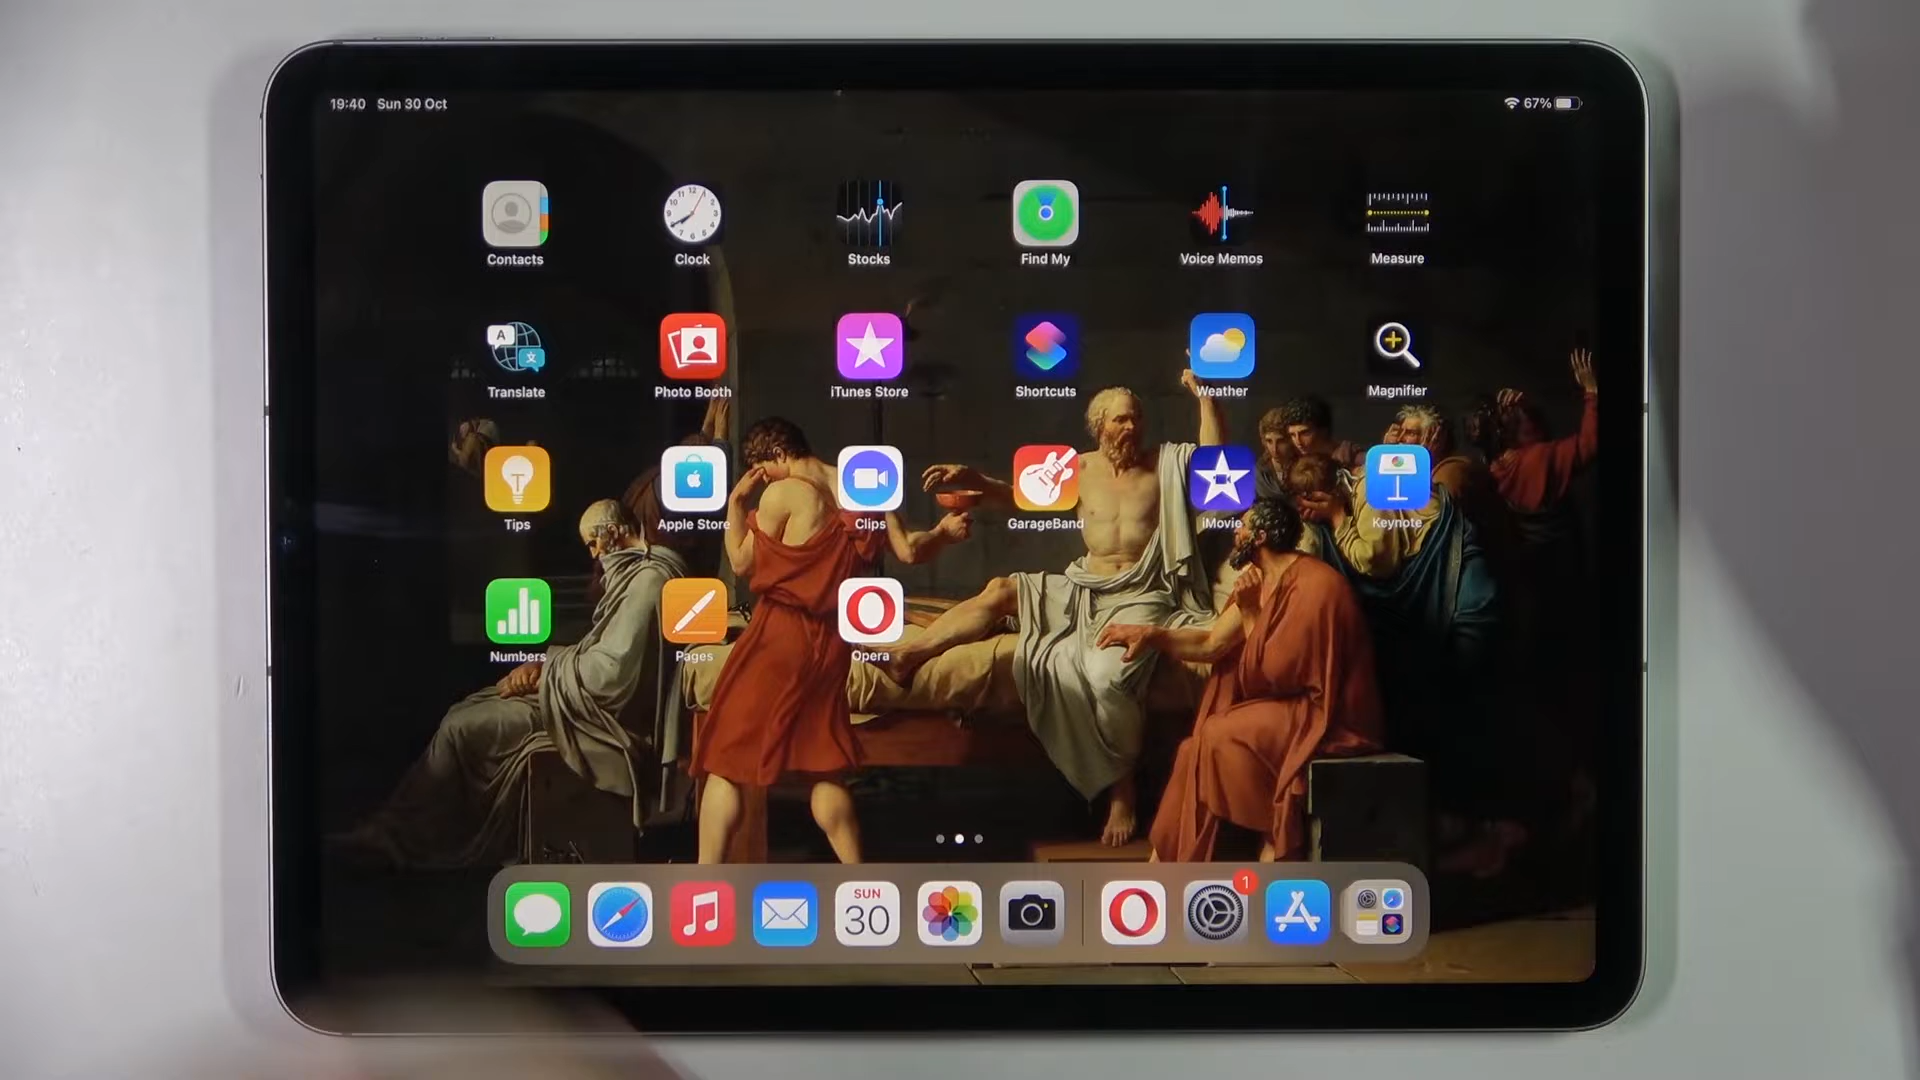 19:40 Sun 30 Oct 67%
Contacts Clock Stocks Find My Voice Memos Measure
Translate Photo Booth iTunes Store Shortcuts Weather Magnifier
Tips Apple Store Clips GarageBand iMovie Keynote
Numbers Pages Opera
1
SUN
30